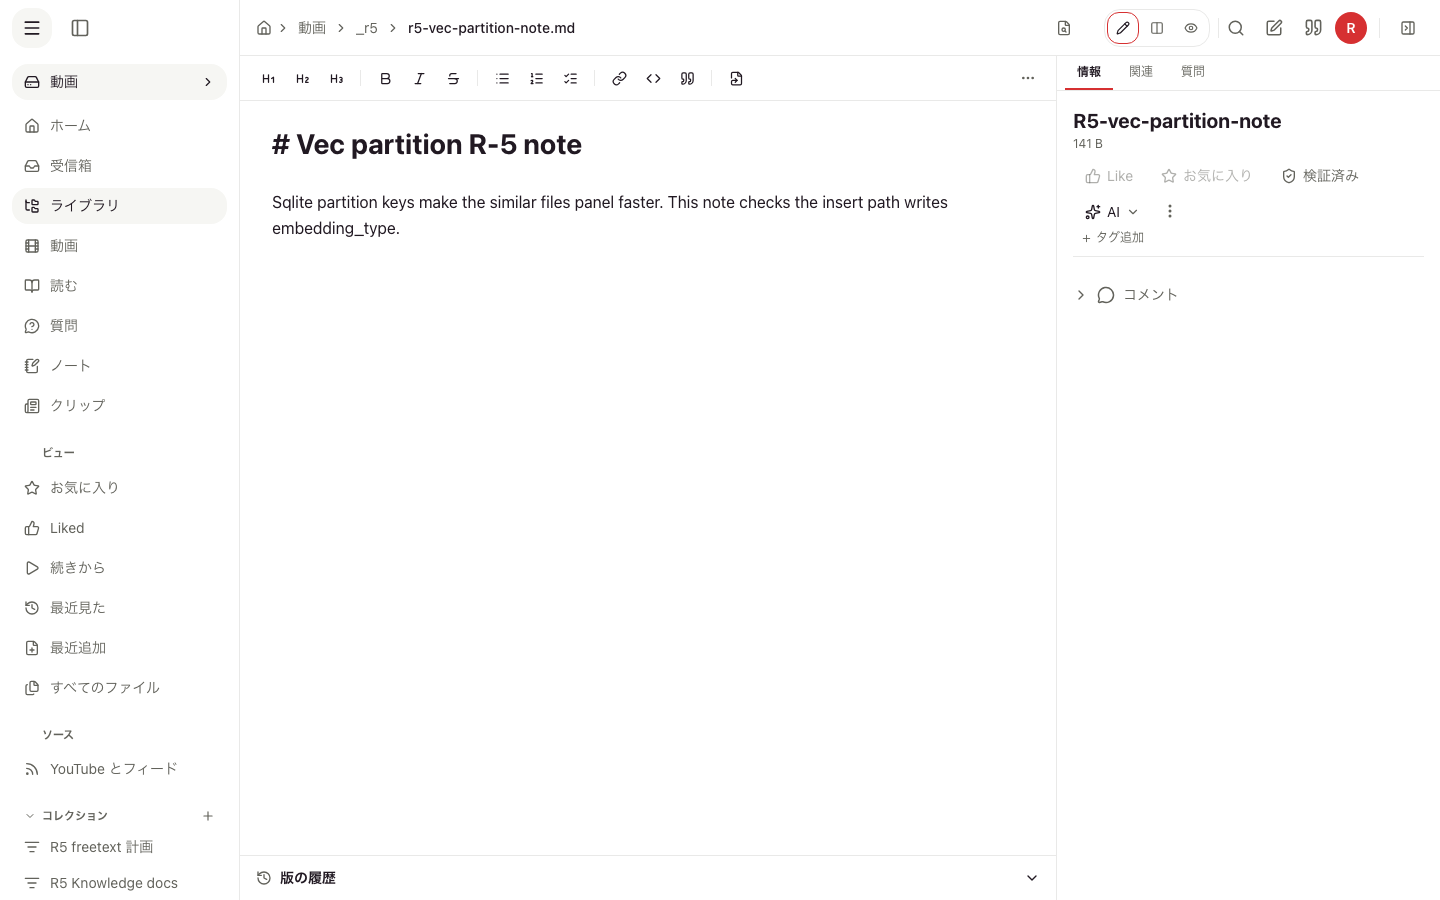 動画
ホーム
受信箱
ライブラリ
動画
読む
質問
ノート
クリップ
ビュー
お気に入り
Liked
続きから
最近見た
最近追加
すべてのファイル
ソース
YouTube とフィード
コレクション
R5 freetext 計画
R5 Knowledge docs
動画 _r5 r5-vec-partition-note.md
R
H1 H2 H3 B I S
# Vec partition R-5 note
Sqlite partition keys make the similar files panel faster. This note checks the insert path writes
embedding_type.
版の履歴
情報 関連 質問
R5-vec-partition-note
141 B
Like お気に入り 検証済み
AI
+ タグ追加
コメント